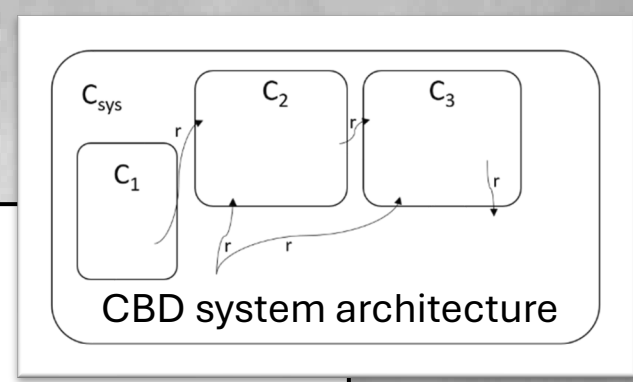 C₂
C₃
Csys
r
r
C₁
r
r
r
CBD system architecture